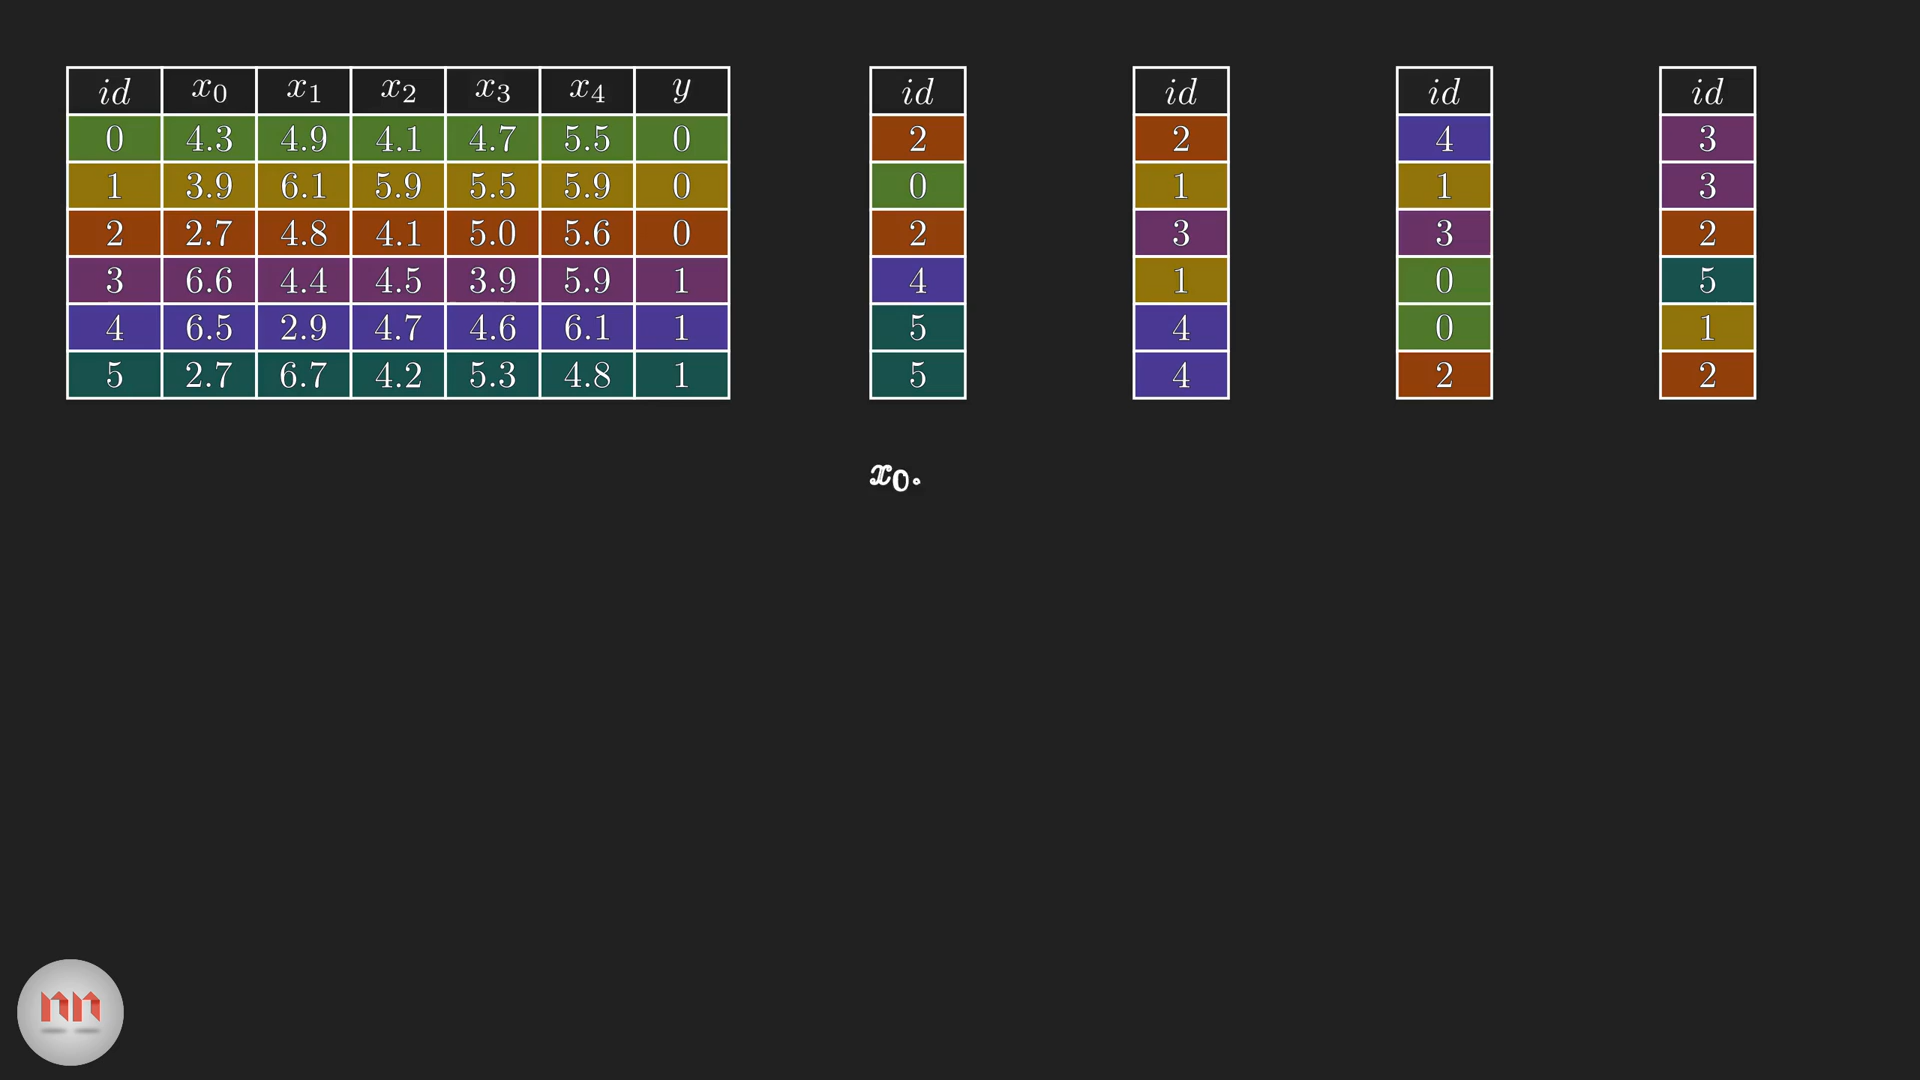 id x₀ x₁ x₂ x₃ x₄ y
0 4.3 4.9 4.1 4.7 5.5 0
1 3.9 6.1 5.9 5.5 5.9 0
2 2.7 4.8 4.1 5.0 5.6 0
3 6.6 4.4 4.5 3.9 5.9 1
4 6.5 2.9 4.7 4.6 6.1 1
5 2.7 6.7 4.2 5.3 4.8 1
id
2
0
2
4
5
5
id
2
1
3
1
4
4
id
4
1
3
0
0
2
id
3
3
2
5
1
2
x₀.
nn